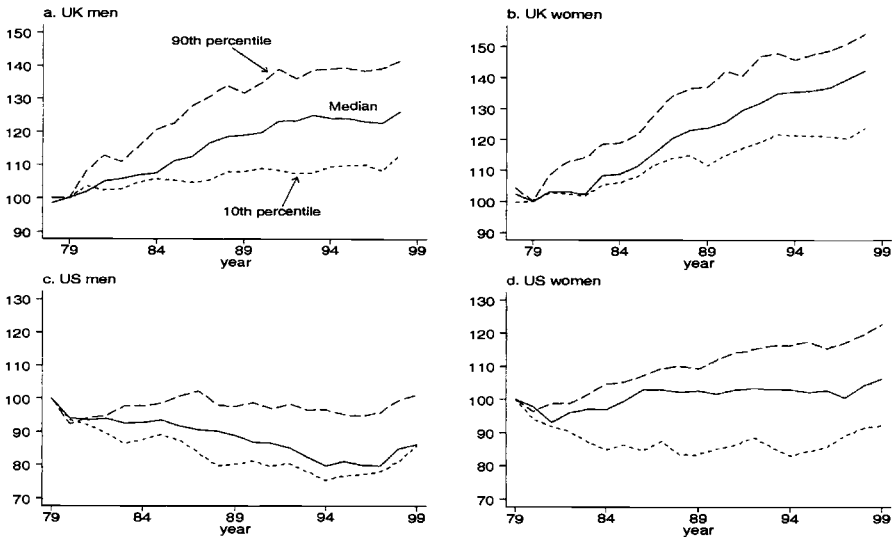 a. UK men
150
140
130
120
110
100
90
90th percentile
Median
10th percentile
79 84 89 94 99
year
b. UK women
150
140
130
120
110
100
90
79 84 89 94 99
year
c. US men
130
120
110
100
90
80
70
79 84 89 94 99
year
d. US women
130
120
110
100
90
80
70
79 84 89 94 99
year